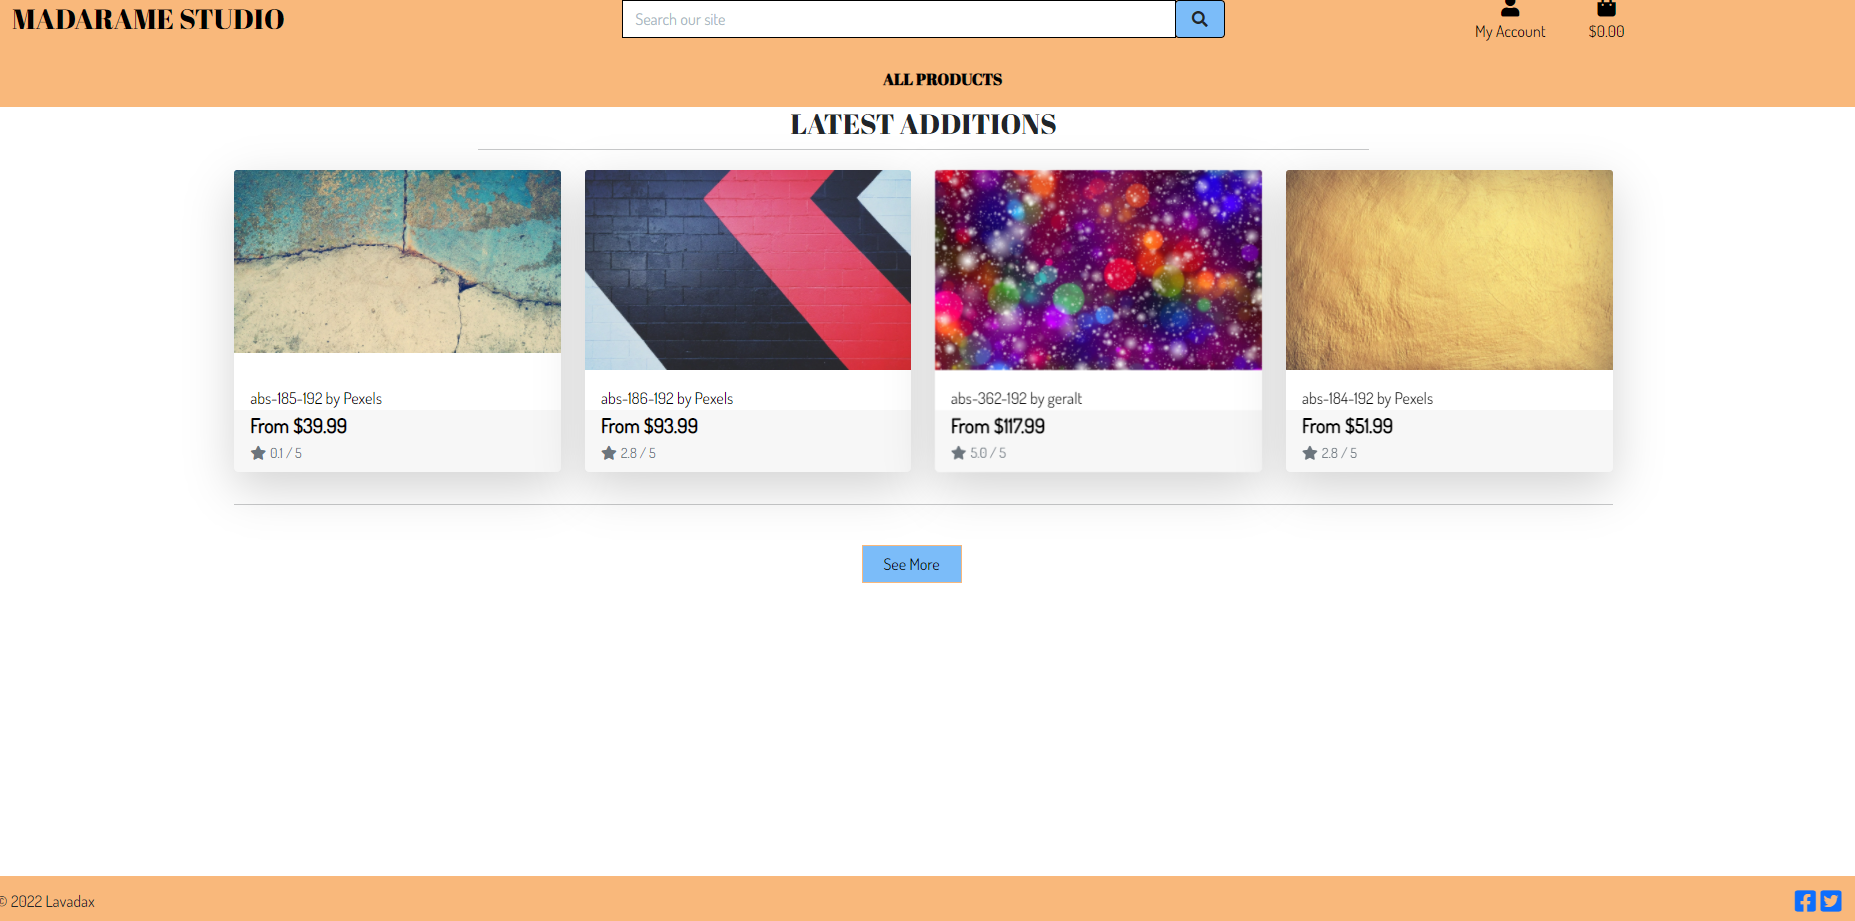 MADARAME STUDIO
Search our site
My Account
$0.00
ALL PRODUCTS
LATEST ADDITIONS
abs-185-192 by Pexels
From $39.99
0.1 / 5
abs-186-192 by Pexels
From $93.99
2.8 / 5
abs-362-192 by geralt
From $117.99
5.0 / 5
abs-184-192 by Pexels
From $51.99
2.8 / 5
See More
© 2022 Lavadax